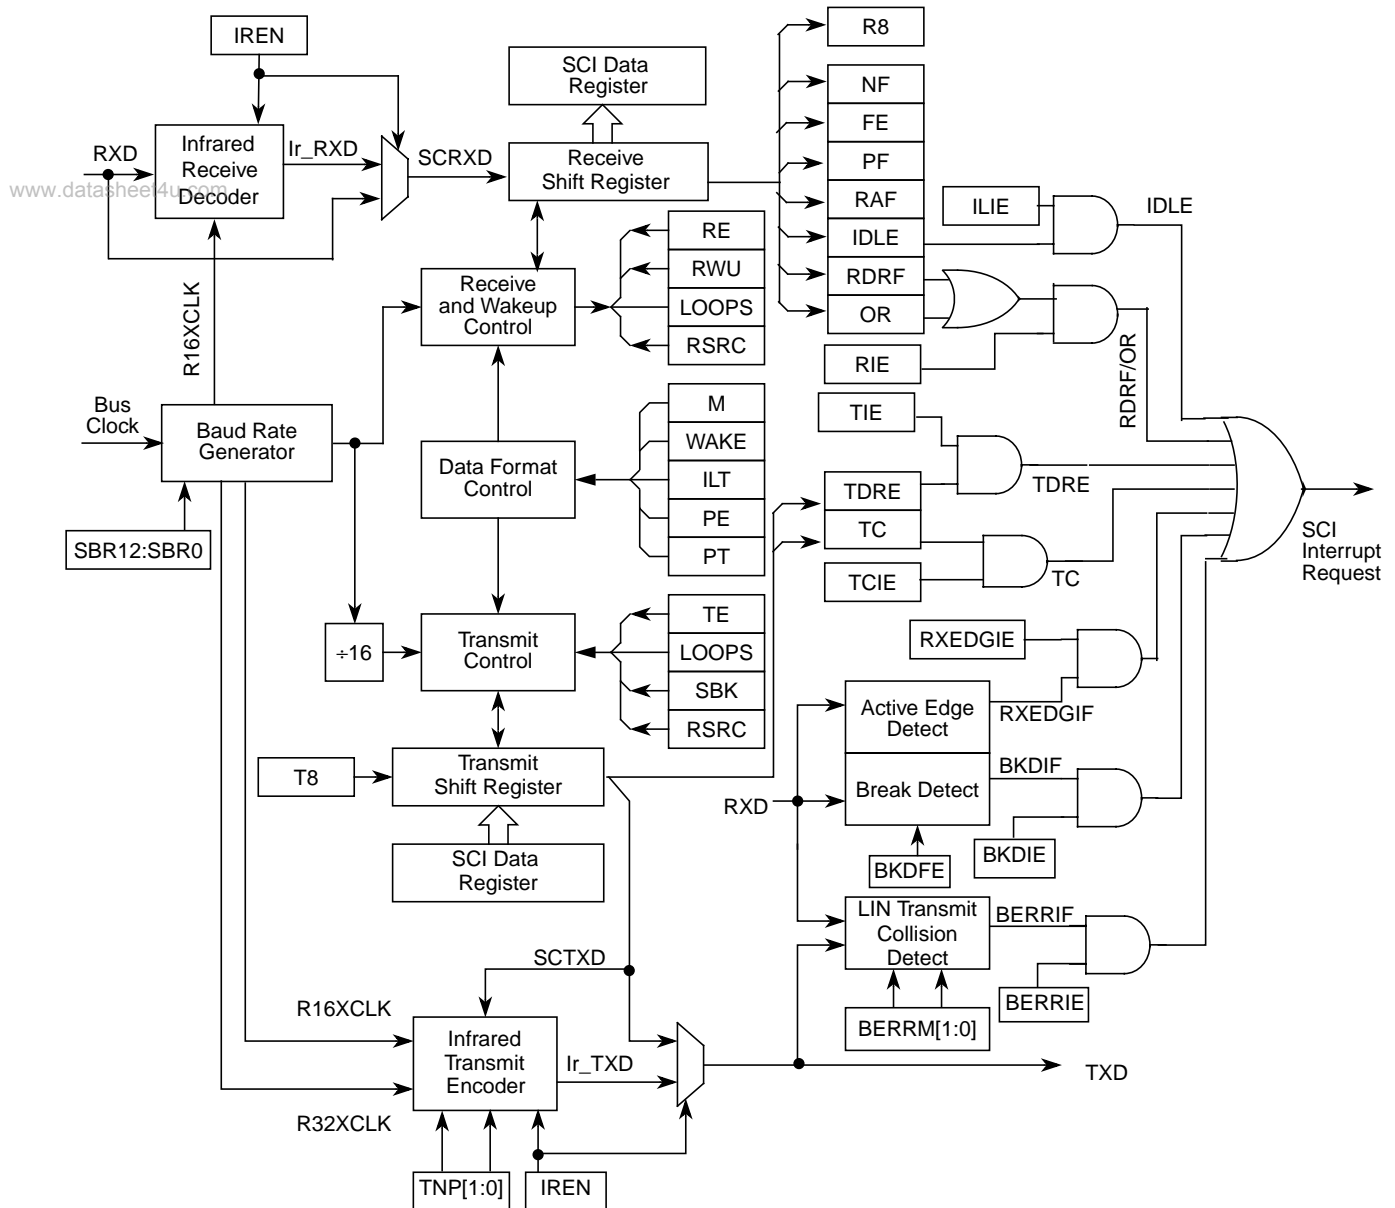 IREN
SCI Data
Register
R8
NF
FE
PF
RAF
IDLE
RDRF
OR
RXD
Infrared
Receive
Decoder
Ir_RXD
SCRXD
Receive
Shift Register
www.datasheet4u.com
ILIE
IDLE
RE
RWU
LOOPS
RSRC
Receive
and Wakeup
Control
R16XCLK
RIE
RDRF/OR
Bus
Clock
Baud Rate
Generator
M
WAKE
ILT
PE
PT
Data Format
Control
TIE
TDRE
TDRE
TC
TCIE
TC
SBR12:SBR0
SCI
Interrupt
Request
÷16
Transmit
Control
TE
LOOPS
SBK
RSRC
RXEDGIE
Active Edge
Detect
RXEDGIF
T8
Transmit
Shift Register
RXD
Break Detect
BKDIF
BKDIE
BKDFE
SCI Data
Register
LIN Transmit
Collision
Detect
BERRIF
BERRIE
BERRM[1:0]
SCTXD
R16XCLK
Infrared
Transmit
Encoder
Ir_TXD
TXD
R32XCLK
TNP[1:0]
IREN